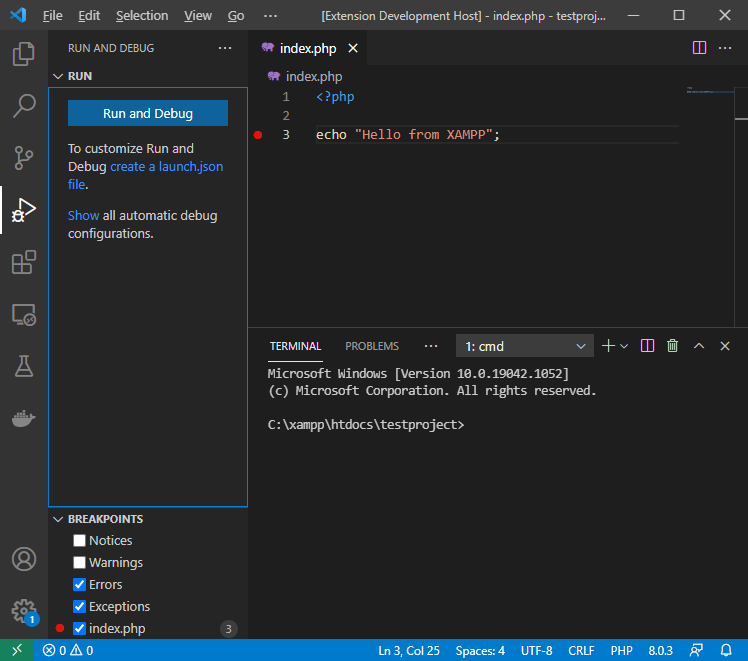 File Edit Selection View Go ··· [Extension Development Host] - index.php - testproj...
RUN AND DEBUG ···
index.php
RUN
index.php
Run and Debug
To customize Run and
Debug create a launch.json
file.
Show all automatic debug
configurations.
1 <?php
2
3 echo "Hello from XAMPP";
TERMINAL PROBLEMS ··· 1: cmd
Microsoft Windows [Version 10.0.19042.1052]
(c) Microsoft Corporation. All rights reserved.
C:\xampp\htdocs\testproject>
BREAKPOINTS
Notices
Warnings
Errors
Exceptions
index.php 3
1
0 0 Ln 3, Col 25 Spaces: 4 UTF-8 CRLF PHP 8.0.3